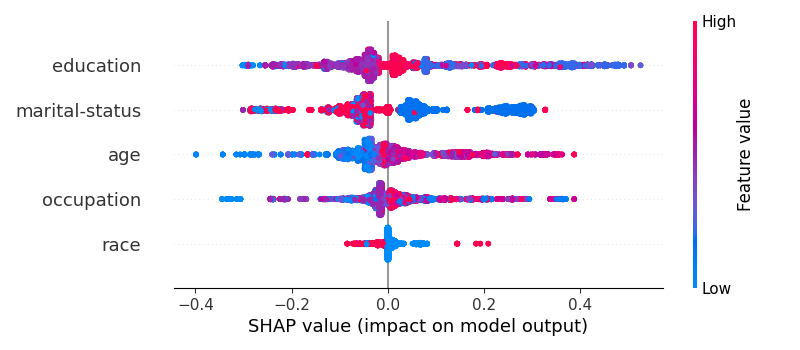 High
education
marital-status
age
occupation
race
Feature value
Low
−0.4 −0.2 0.0 0.2 0.4
SHAP value (impact on model output)